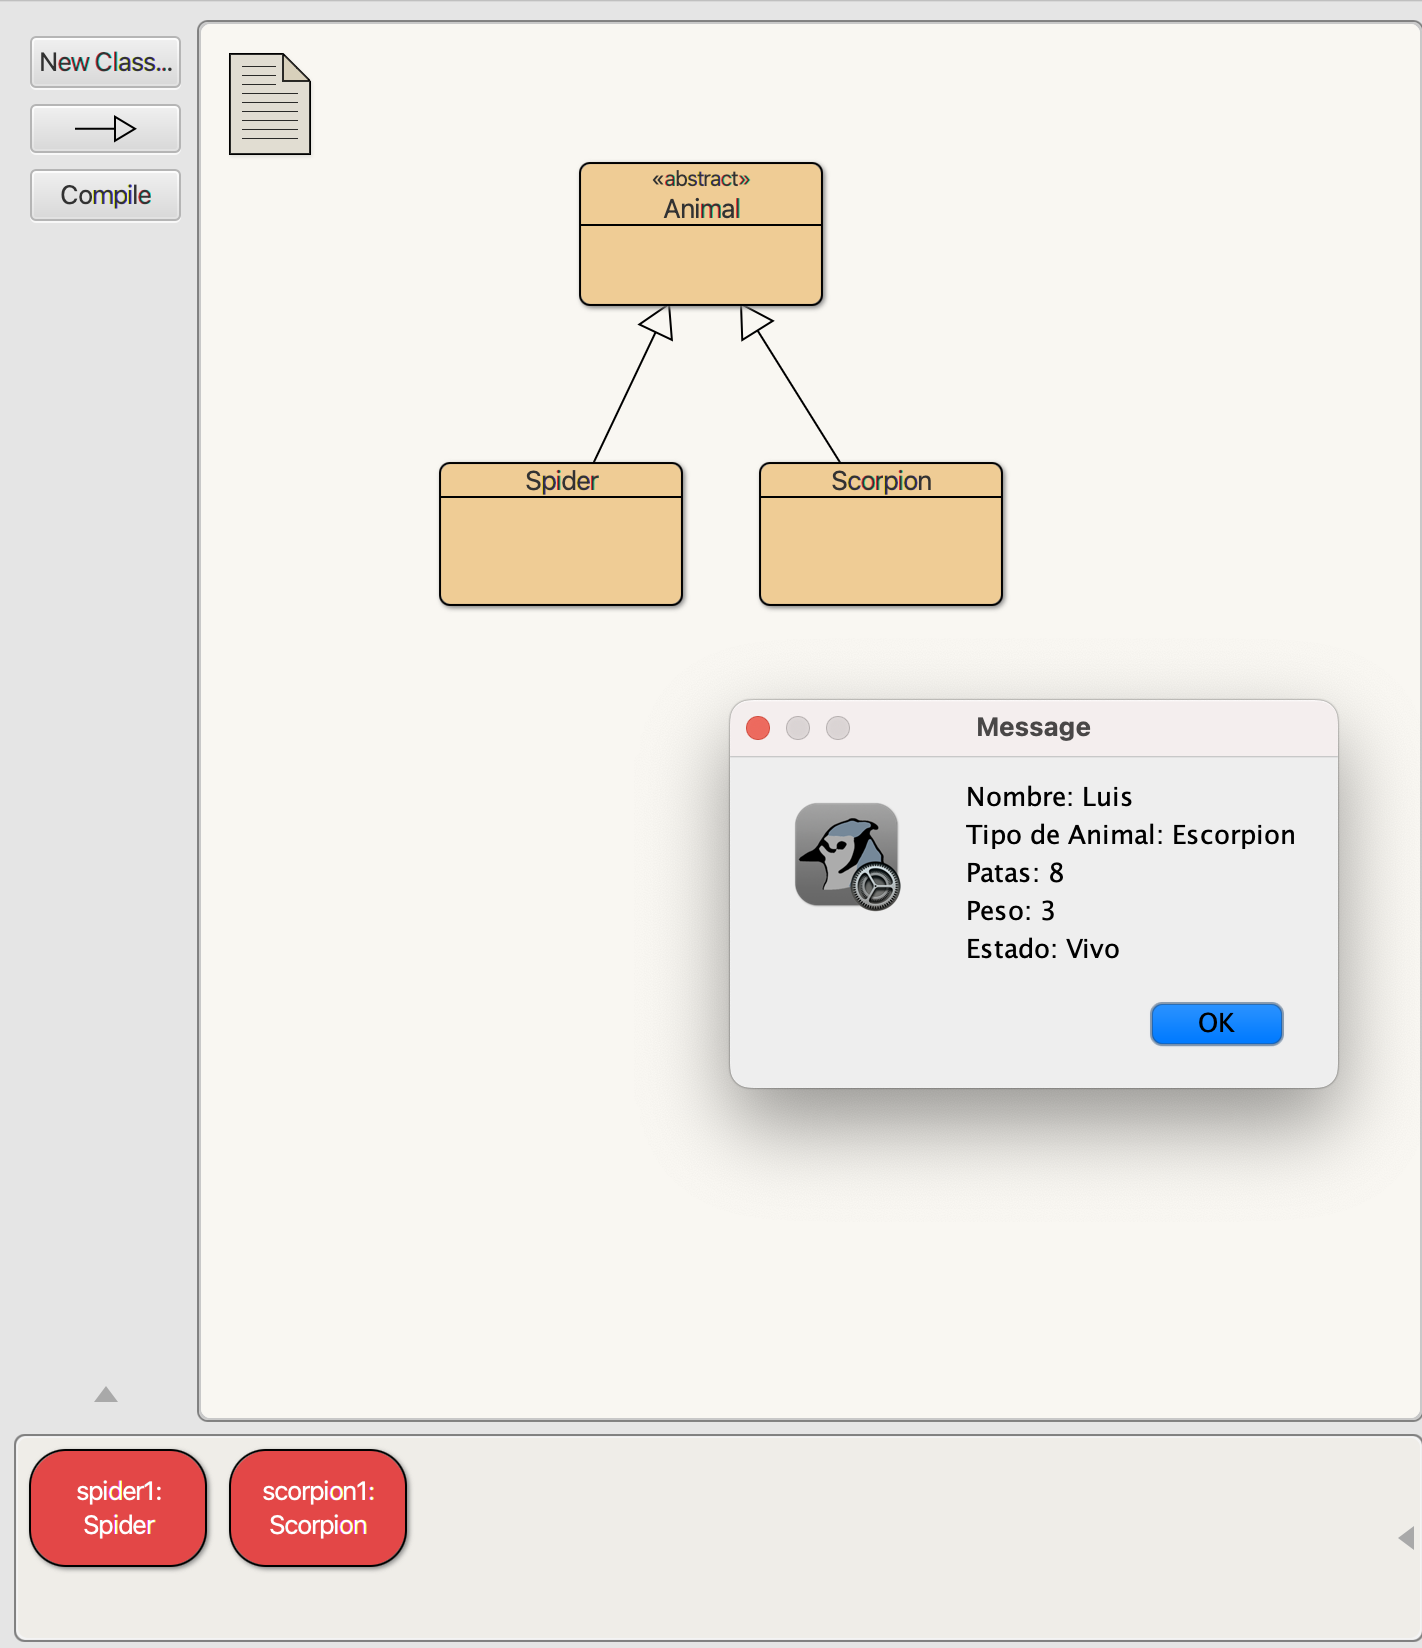 New Class...
Compile
«abstract»
Animal
Spider
Scorpion
Message
Nombre: Luis
Tipo de Animal: Escorpion
Patas: 8
Peso: 3
Estado: Vivo
OK
spider1:
Spider
scorpion1:
Scorpion